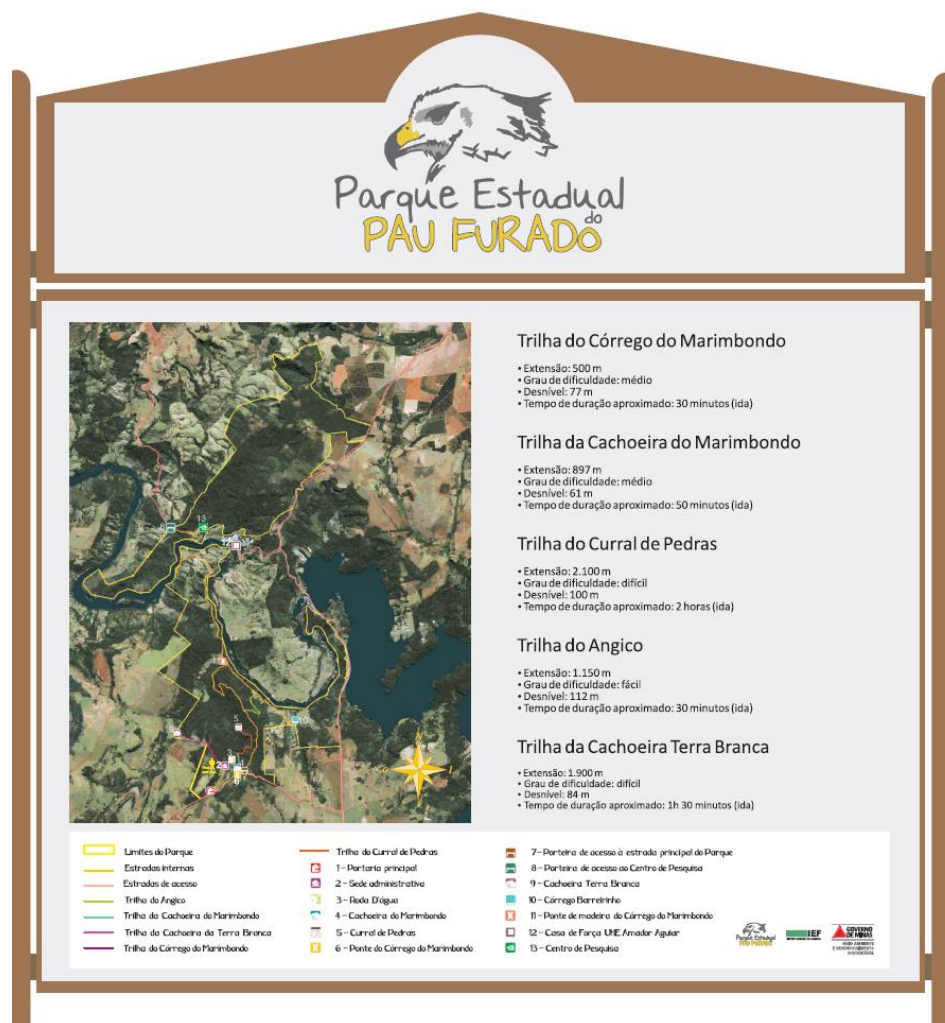 Parque Estadual
do
PAU FURADO
Trilha do Córrego do Marimbondo
• Extensão: 500 m
• Grau de dificuldade: médio
• Desnível: 77 m
• Tempo de duração aproximado: 30 minutos (ida)
Trilha da Cachoeira do Marimbondo
• Extensão: 897 m
• Grau de dificuldade: médio
• Desnível: 61 m
• Tempo de duração aproximado: 50 minutos (ida)
Trilha do Curral de Pedras
• Extensão: 2.100 m
• Grau de dificuldade: difícil
• Desnível: 100 m
• Tempo de duração aproximado: 2 horas (ida)
Trilha do Angico
• Extensão: 1.150 m
• Grau de dificuldade: fácil
• Desnível: 112 m
• Tempo de duração aproximado: 30 minutos (ida)
Trilha da Cachoeira Terra Branca
• Extensão: 1.900 m
• Grau de dificuldade: difícil
• Desnível: 84 m
• Tempo de duração aproximado: 1h 30 minutos (ida)
13
12
5
10
2
Limites do Parque
Estradas internas
Estradas de acesso
Trilha do Angico
Trilha da Cachoeira do Marimbondo
Trilha da Cachoeira da Terra Branca
Trilha do Córrego do Marimbondo
Trilha do Curral de Pedras
1 - Portaria principal
2 - Sede administrativa
3 - Roda D'água
4 - Cachoeira do Marimbondo
5 - Curral de Pedras
6 - Ponte do Córrego do Marimbondo
7 - Porteira de acesso à estrada principal do Parque
8 - Porteira de acesso ao Centro de Pesquisa
9 - Cachoeira Terra Branca
10 - Córrego Barreirinho
11 - Ponte de madeira do Córrego do Marimbondo
12 - Casa de Força UHE Amador Aguiar
13 - Centro de Pesquisa
Parque Estadual
PAU FURADO
IEF
GOVERNO
DE MINAS